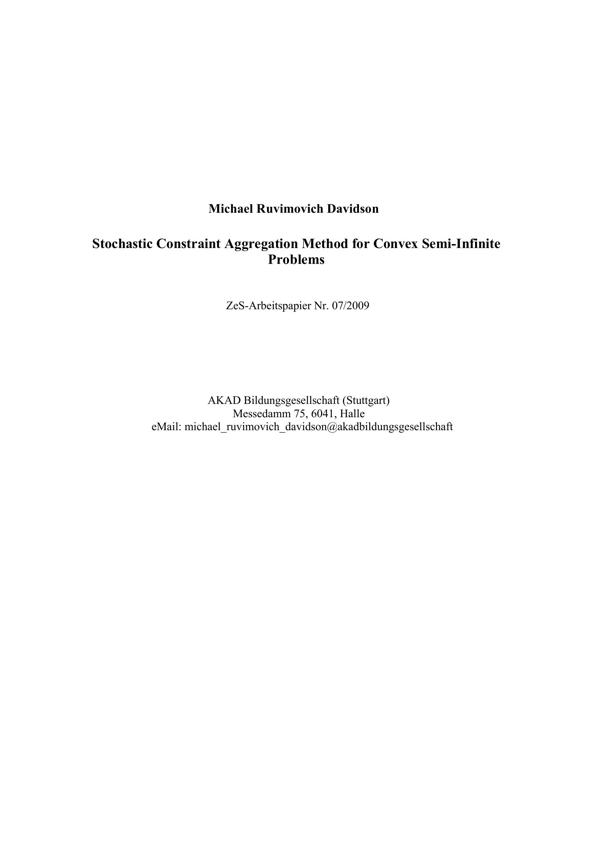 Michael Ruvimovich Davidson
Stochastic Constraint Aggregation Method for Convex Semi-Infinite
Problems
ZeS-Arbeitspapier Nr. 07/2009
AKAD Bildungsgesellschaft (Stuttgart)
Messedamm 75, 6041, Halle
eMail: michael_ruvimovich_davidson@akadbildungsgesellschaft